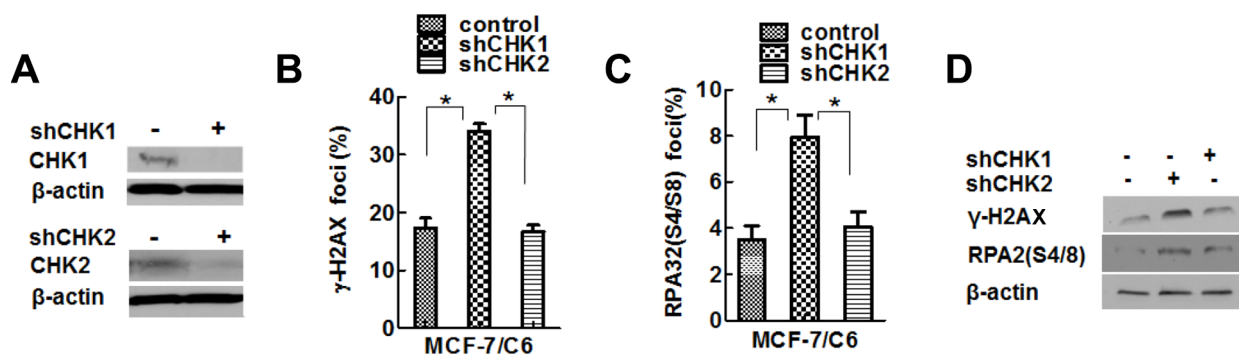 A
shCHK1 - +
CHK1
β-actin
shCHK2 - +
CHK2
β-actin
B
control
shCHK1
shCHK2
γ-H2AX foci (%)
40
30
20
10
0
* *
MCF-7/C6
C
control
shCHK1
shCHK2
RPA32(S4/S8) foci(%)
10
8
6
4
2
0
* *
MCF-7/C6
D
shCHK1 - - +
shCHK2 - + -
γ-H2AX
RPA2(S4/8)
β-actin